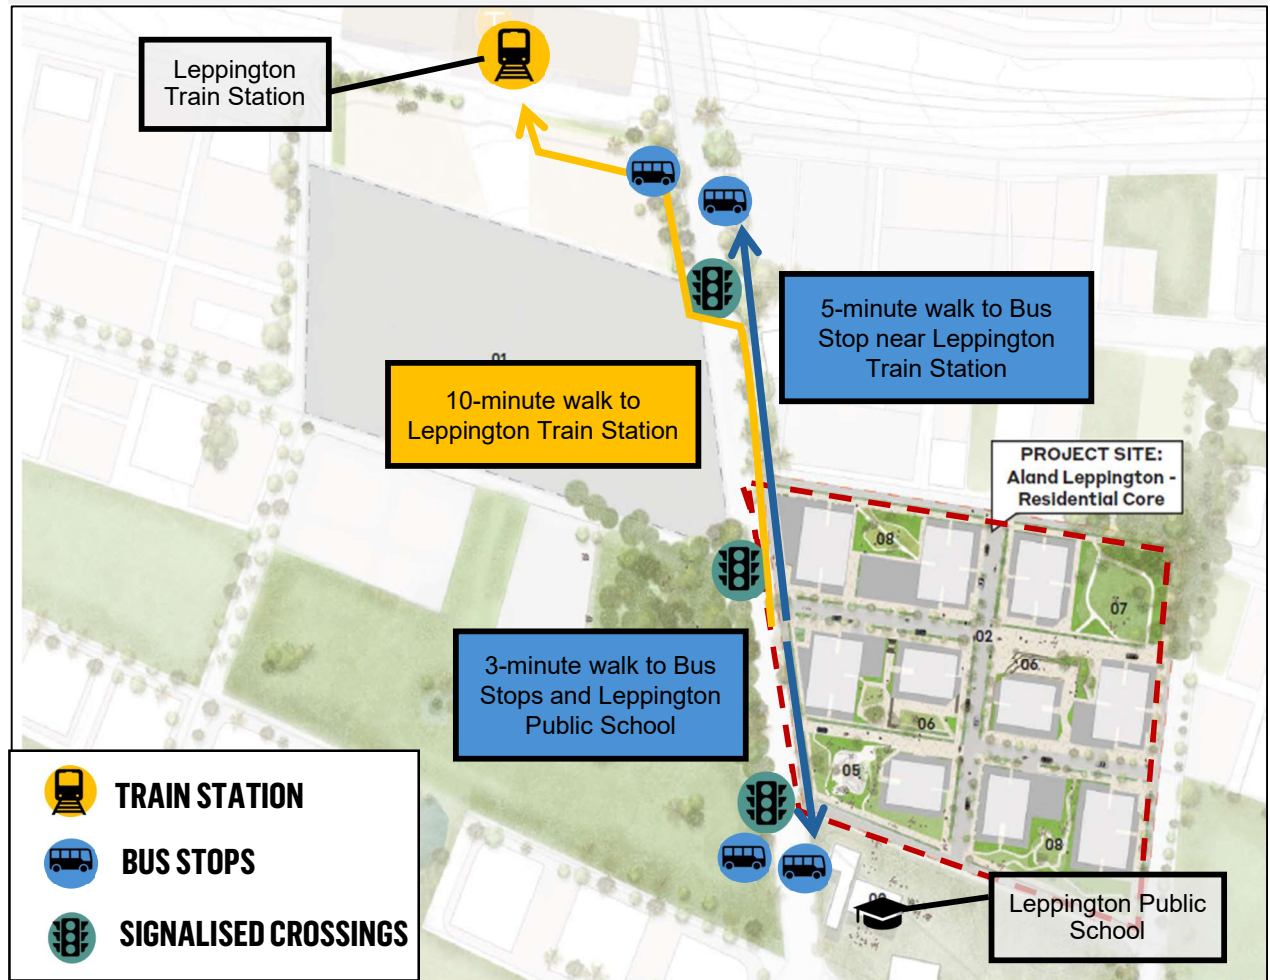 Leppington
Train Station
5-minute walk to Bus
Stop near Leppington
Train Station
01
10-minute walk to
Leppington Train Station
PROJECT SITE:
Aland Leppington -
Residential Core
08
07
02
06
3-minute walk to Bus
Stops and Leppington
Public School
06
05
08
TRAIN STATION
BUS STOPS
SIGNALISED CROSSINGS
Leppington Public
School